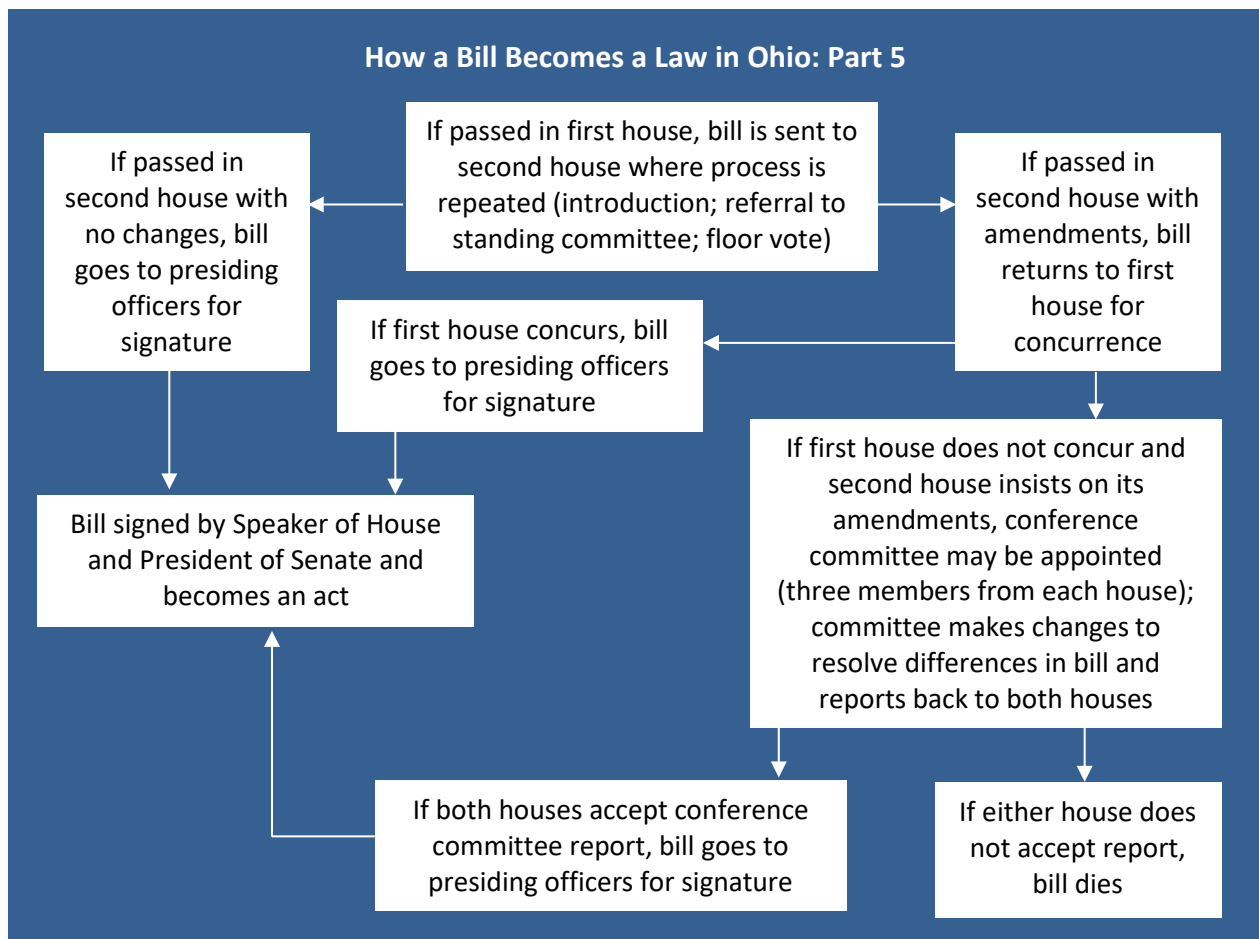 How a Bill Becomes a Law in Ohio: Part 5
If passed in first house, bill is sent to
second house where process is
repeated (introduction; referral to
standing committee; floor vote)
If passed in
second house with
no changes, bill
goes to presiding
officers for
signature
If passed in
second house with
amendments, bill
returns to first
house for
concurrence
If first house concurs, bill
goes to presiding officers
for signature
If first house does not concur and
second house insists on its
amendments, conference
committee may be appointed
(three members from each house);
committee makes changes to
resolve differences in bill and
reports back to both houses
Bill signed by Speaker of House
and President of Senate and
becomes an act
If both houses accept conference
committee report, bill goes to
presiding officers for signature
If either house does
not accept report,
bill dies